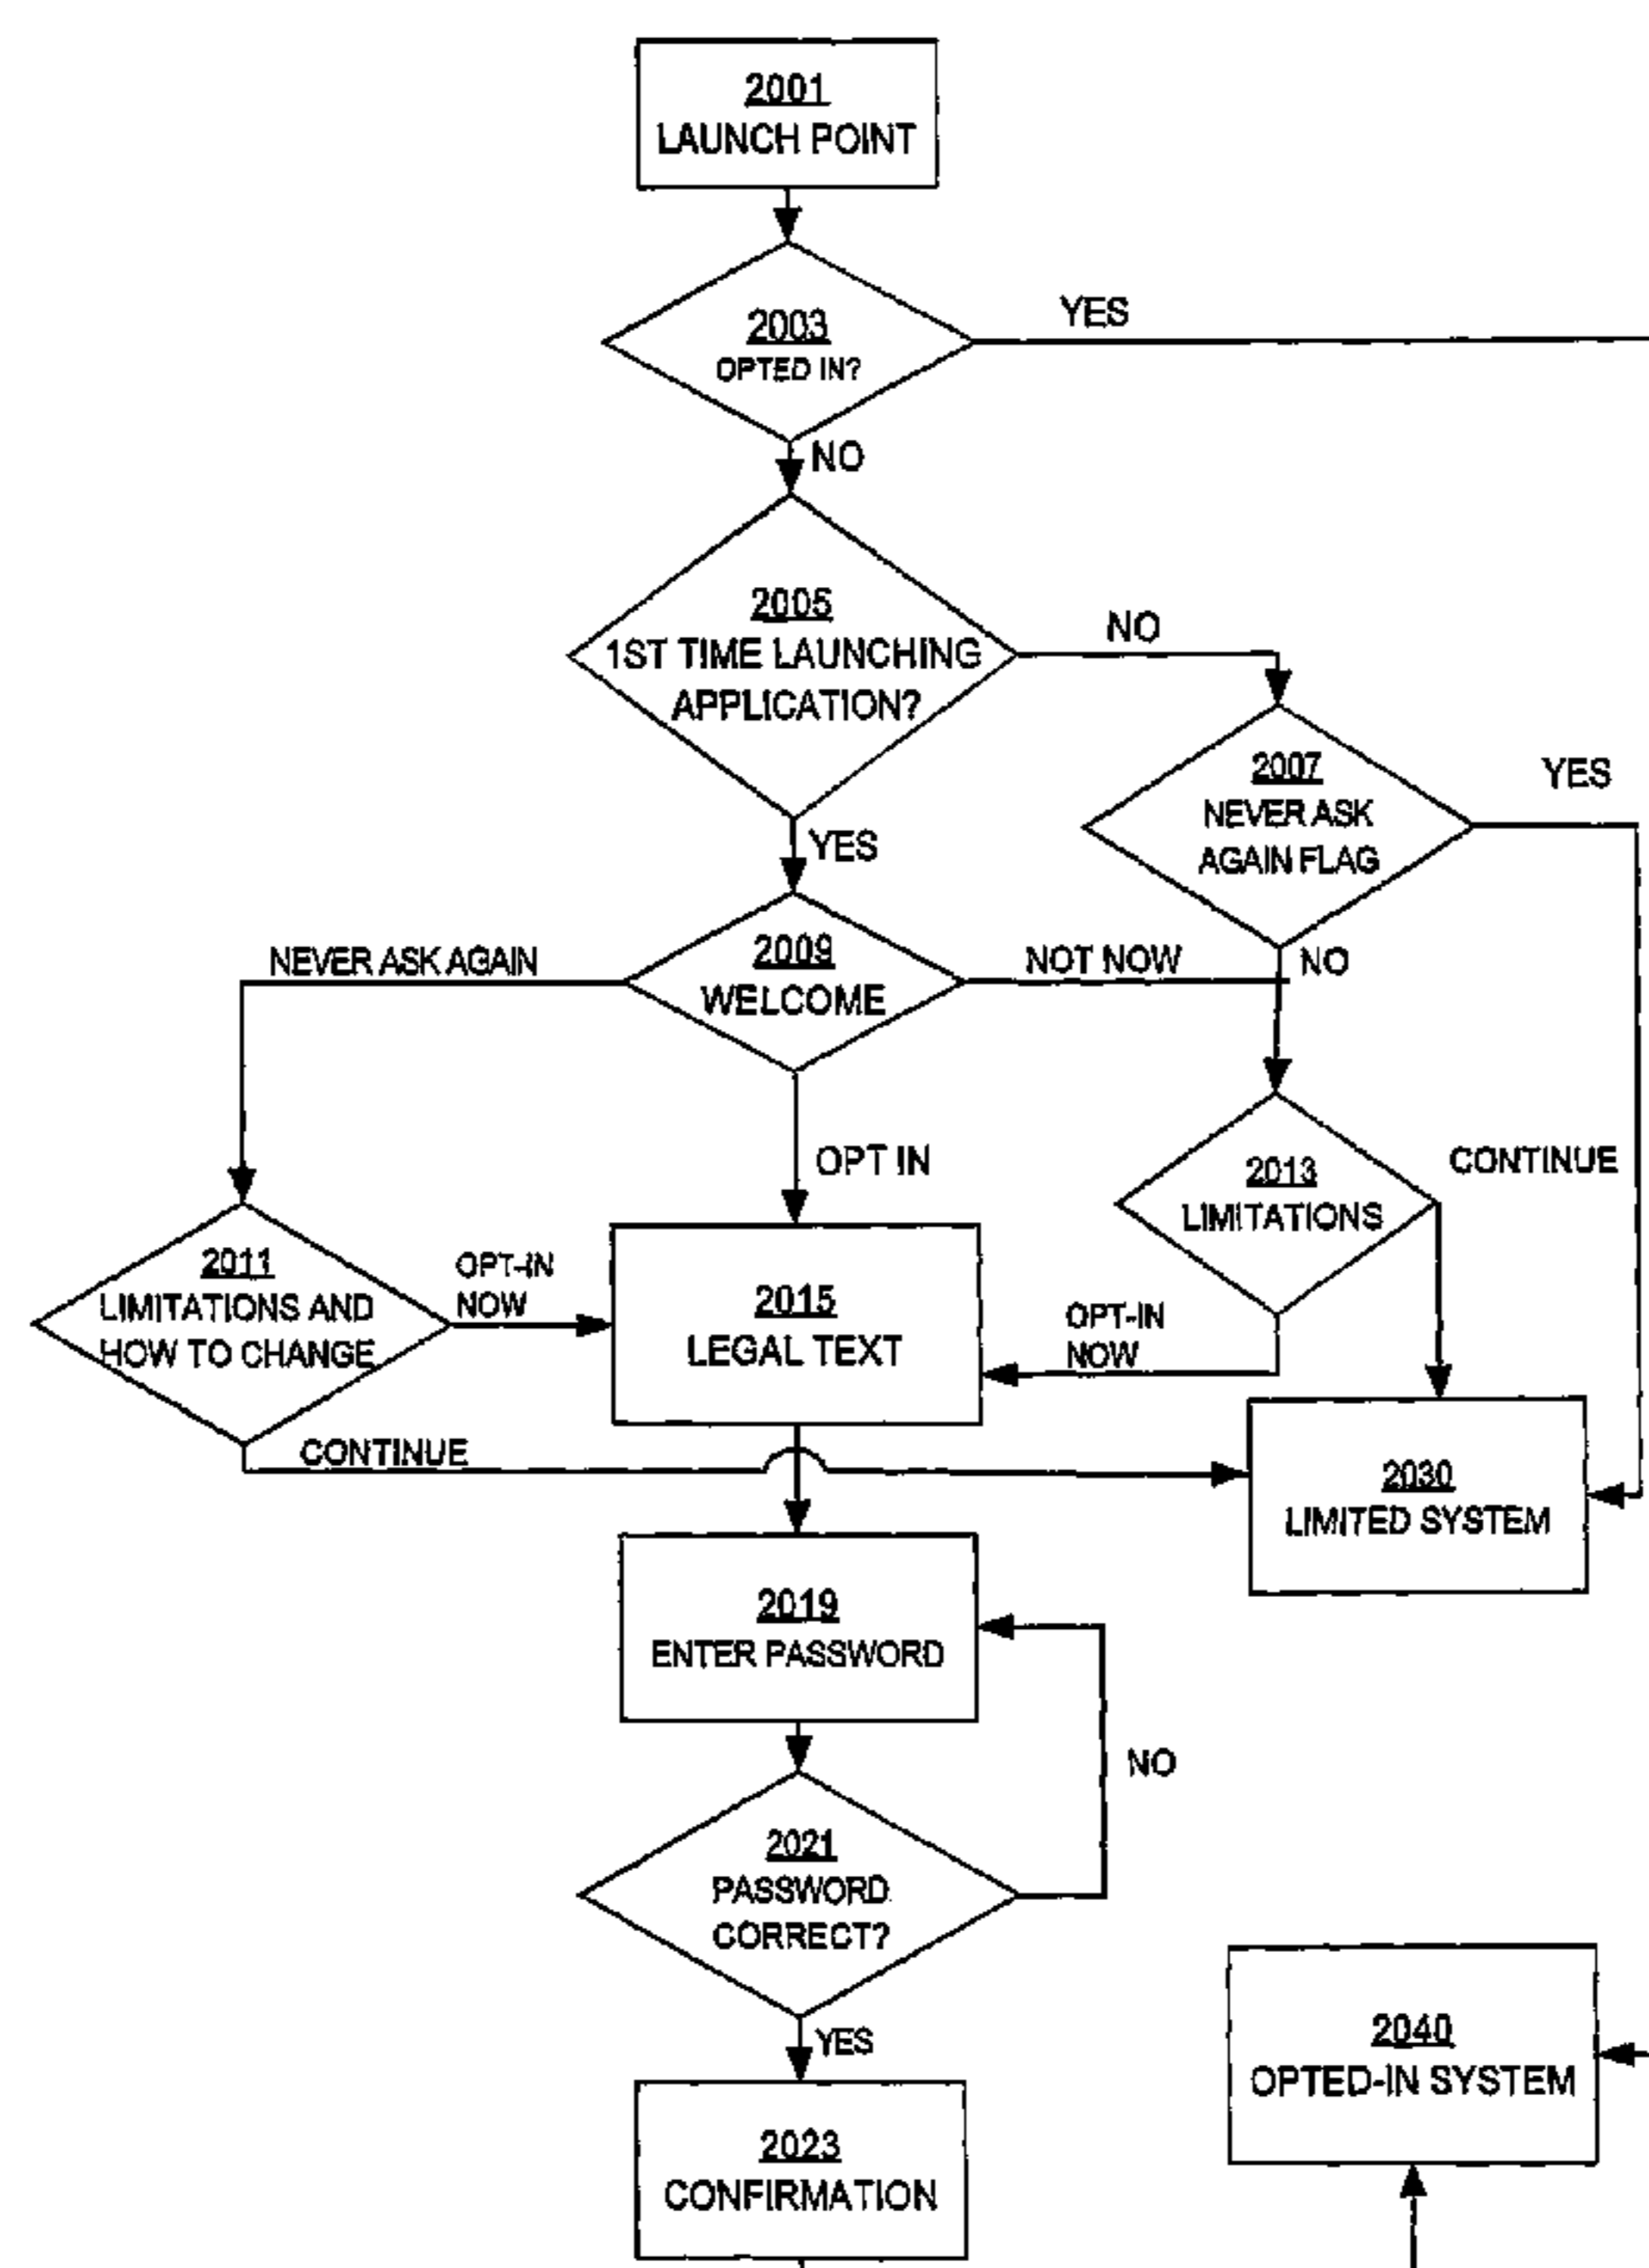 2001
LAUNCH POINT
2003
OPTED IN?
YES
NO
2005
1ST TIME LAUNCHING
APPLICATION?
NO
YES
2007
NEVER ASK
AGAIN FLAG
YES
NO
2009
WELCOME
NEVER ASK AGAIN
NOT NOW
OPT IN
2013
LIMITATIONS
CONTINUE
2011
LIMITATIONS AND
HOW TO CHANGE
OPT-IN
NOW
2015
LEGAL TEXT
OPT-IN
NOW
CONTINUE
2030
LIMITED SYSTEM
2019
ENTER PASSWORD
NO
2021
PASSWORD
CORRECT?
YES
2040
OPTED-IN SYSTEM
2023
CONFIRMATION